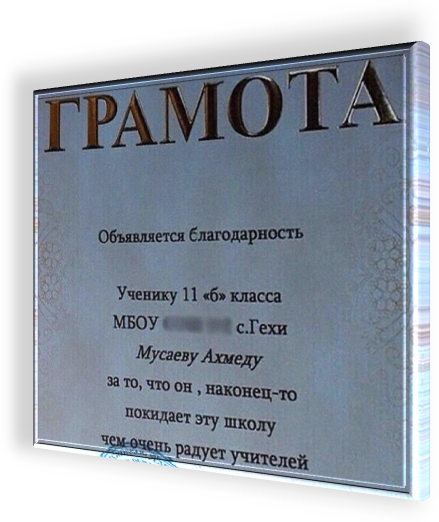 ГРАМОТА
Объявляется благодарность
Ученику 11 «б» класса
МБОУ с.Гехи
Мусаеву Ахмеду
за то, что он , наконец-то
покидает эту школу
чем очень радует учителей